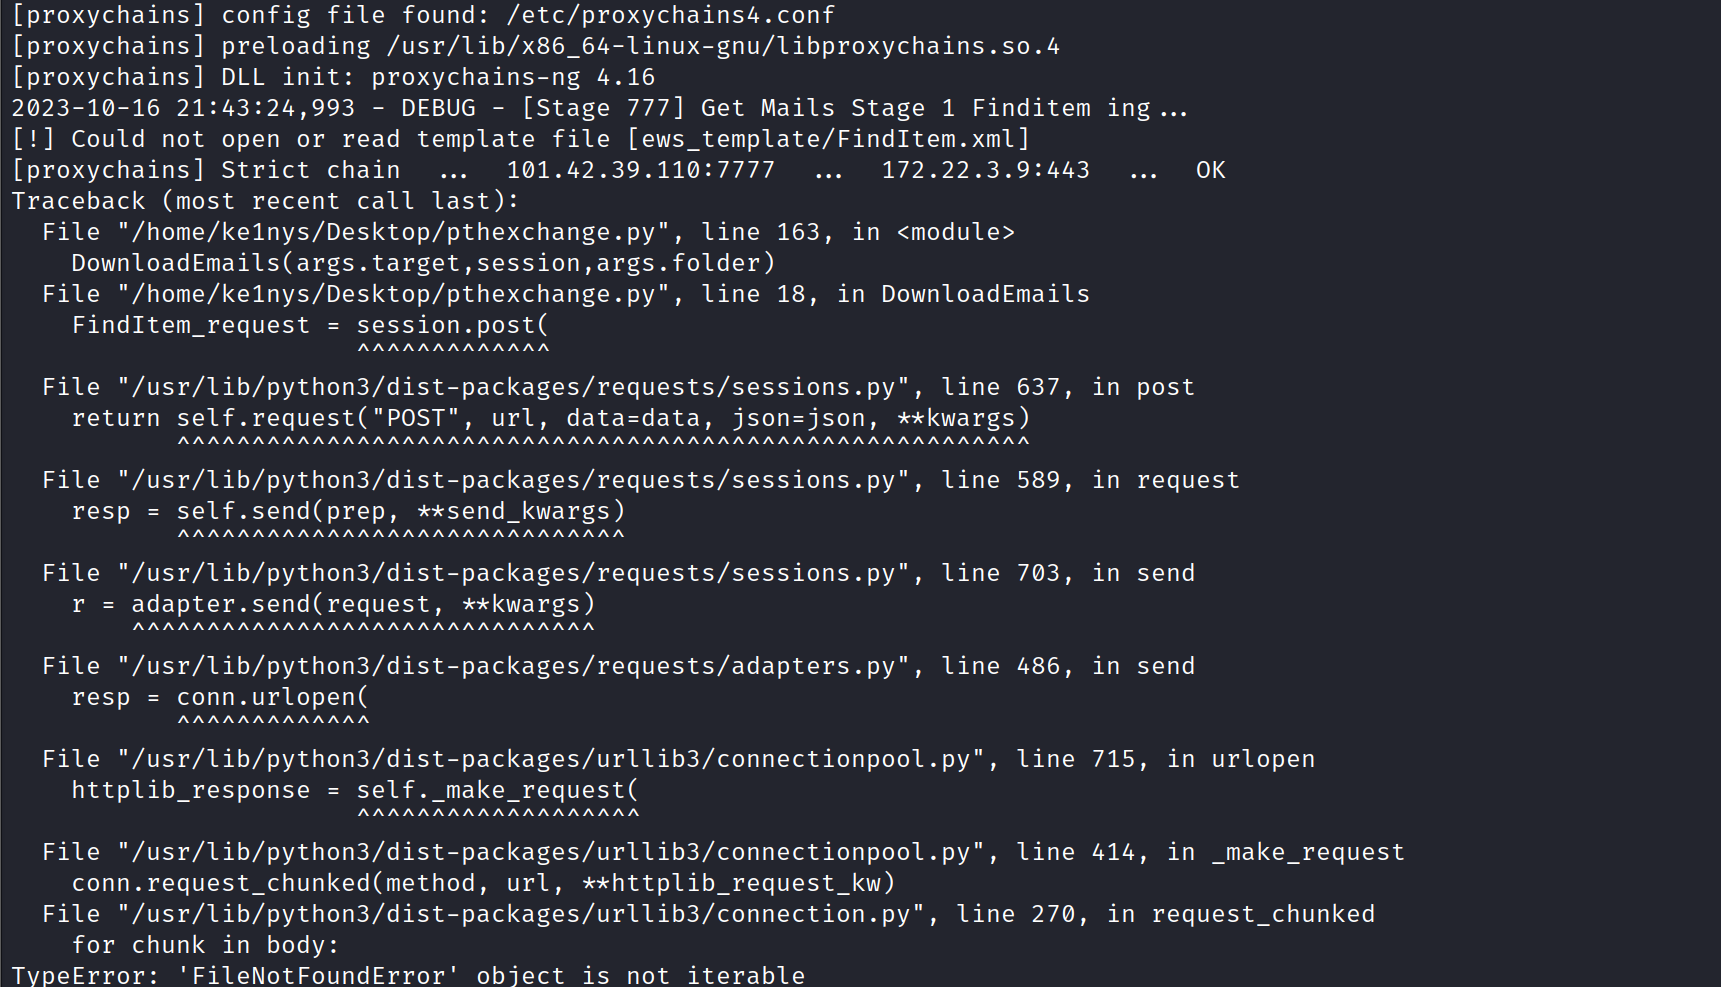 [proxychains] config file found: /etc/proxychains4.conf
[proxychains] preloading /usr/lib/x86_64-linux-gnu/libproxychains.so.4
[proxychains] DLL init: proxychains-ng 4.16
2023-10-16 21:43:24,993 - DEBUG - [Stage 777] Get Mails Stage 1 Finditem ing...
[!] Could not open or read template file [ews_template/FindItem.xml]
[proxychains] Strict chain  ...  101.42.39.110:7777  ...  172.22.3.9:443  ...  OK
Traceback (most recent call last):
  File "/home/ke1nys/Desktop/pthexchange.py", line 163, in <module>
    DownloadEmails(args.target,session,args.folder)
  File "/home/ke1nys/Desktop/pthexchange.py", line 18, in DownloadEmails
    FindItem_request = session.post(
                       ^^^^^^^^^^^^^
  File "/usr/lib/python3/dist-packages/requests/sessions.py", line 637, in post
    return self.request("POST", url, data=data, json=json, **kwargs)
           ^^^^^^^^^^^^^^^^^^^^^^^^^^^^^^^^^^^^^^^^^^^^^^^^^^^^^^^^^
  File "/usr/lib/python3/dist-packages/requests/sessions.py", line 589, in request
    resp = self.send(prep, **send_kwargs)
           ^^^^^^^^^^^^^^^^^^^^^^^^^^^^^^
  File "/usr/lib/python3/dist-packages/requests/sessions.py", line 703, in send
    r = adapter.send(request, **kwargs)
        ^^^^^^^^^^^^^^^^^^^^^^^^^^^^^^^
  File "/usr/lib/python3/dist-packages/requests/adapters.py", line 486, in send
    resp = conn.urlopen(
           ^^^^^^^^^^^^^
  File "/usr/lib/python3/dist-packages/urllib3/connectionpool.py", line 715, in urlopen
    httplib_response = self._make_request(
                       ^^^^^^^^^^^^^^^^^^^
  File "/usr/lib/python3/dist-packages/urllib3/connectionpool.py", line 414, in _make_request
    conn.request_chunked(method, url, **httplib_request_kw)
  File "/usr/lib/python3/dist-packages/urllib3/connection.py", line 270, in request_chunked
    for chunk in body:
TypeError: 'FileNotFoundError' object is not iterable